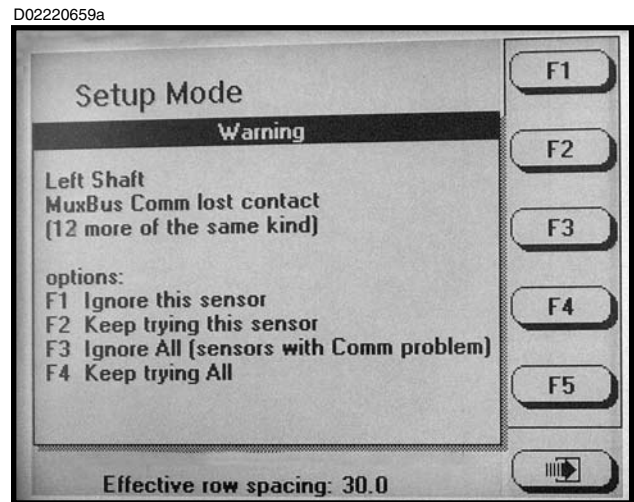 D02220659a
Setup Mode
Warning
Left Shaft
MuxBus Comm lost contact
(12 more of the same kind)
options:
F1 Ignore this sensor
F2 Keep trying this sensor
F3 Ignore All (sensors with Comm problem)
F4 Keep trying All
Effective row spacing: 30.0
F1
F2
F3
F4
F5